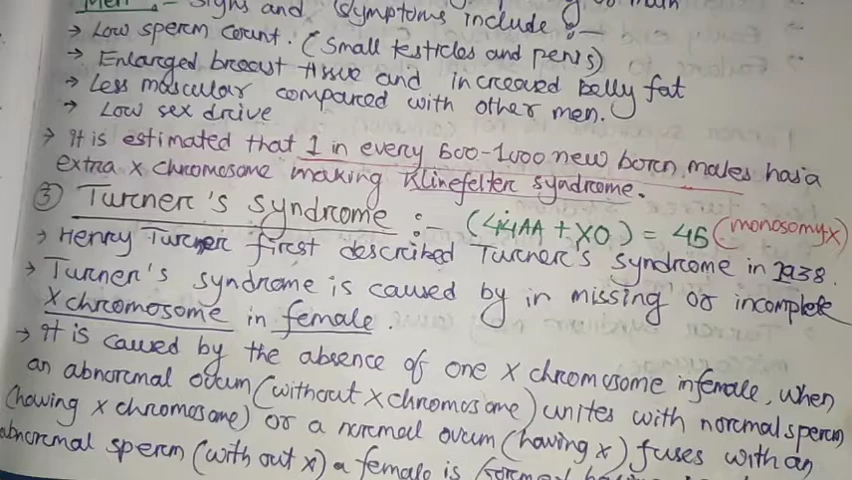 Men :- Signs and Symptoms include :-
→ Low sperm count. (Small testicles and penis)
→ Enlarged breast tissue and increased belly fat
→ Less muscular compared with other men.
→ Low sex drive
→ It is estimated that 1 in every 600-1000 new born males has a
extra x chromosome making Klinefelter syndrome.
③ Turner's syndrome :- (44AA + XO) = 45 (monosomy x)
→ Henry Turner first described Turner's syndrome in 1938.
→ Turner's syndrome is caused by in missing or incomplete
X chromosome in female.
→ It is caused by the absence of one X chromosome in female, when
an abnormal ovum (without X chromosome) unites with normal sperm
(having X chromosome) or a normal ovum (having x) fuses with an
abnormal sperm (with out x) a female is formed